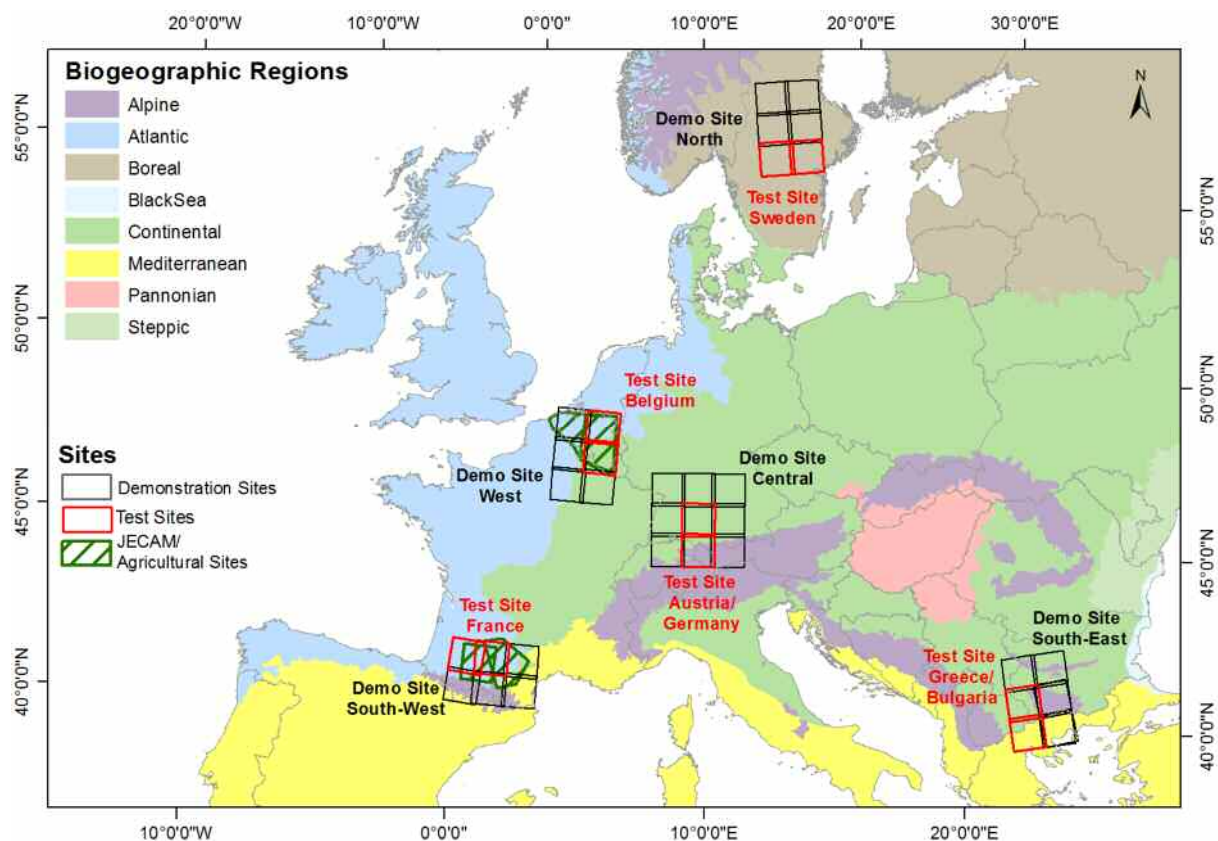 20°0'0"W 10°0'0"W 0°0'0" 10°0'0"E 20°0'0"E 30°0'0"E
Biogeographic Regions
Alpine
Atlantic
Boreal
BlackSea
Continental
Mediterranean
Pannonian
Steppic
N
Demo Site
North
Test Site
Sweden
Test Site
Belgium
Sites
Demonstration Sites
Test Sites
JECAM/
Agricultural Sites
Demo Site
West
Demo Site
Central
Test Site
Austria/
Germany
Test Site
France
Demo Site
South-West
Demo Site
South-East
Test Site
Greece/
Bulgaria
55°0'0"N
50°0'0"N
45°0'0"N
40°0'0"N
55°0'0"N
50°0'0"N
45°0'0"N
40°0'0"N
10°0'0"W 0°0'0" 10°0'0"E 20°0'0"E